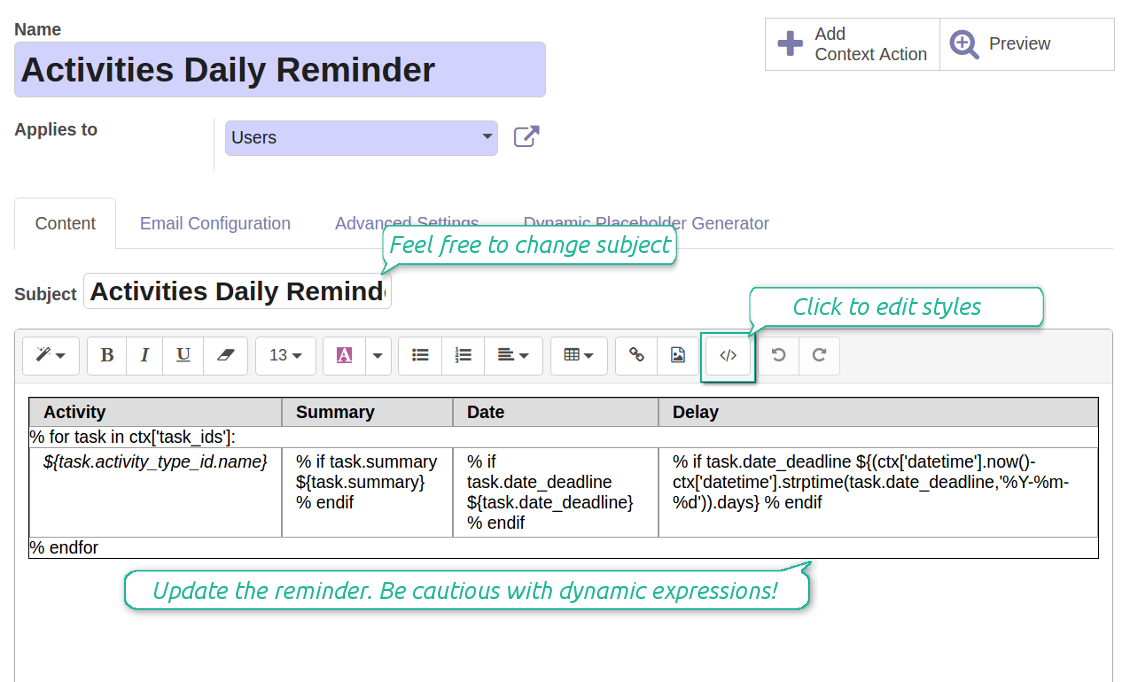 Name
Activities Daily Reminder
Add
Context Action
Preview
Applies to
Users
Content
Email Configuration
Advanced Settings
Dynamic Placeholder Generator
Feel free to change subject
Subject
Activities Daily Remind
Click to edit styles
B I U 13 A </>
Activity Summary Date Delay
% for task in ctx['task_ids']:
${task.activity_type_id.name}
% if task.summary
${task.summary}
% endif
% if
task.date_deadline
${task.date_deadline}
% endif
% if task.date_deadline ${(ctx['datetime'].now()-
ctx['datetime'].strptime(task.date_deadline,'%Y-%m-
%d')).days} % endif
% endfor
Update the reminder. Be cautious with dynamic expressions!